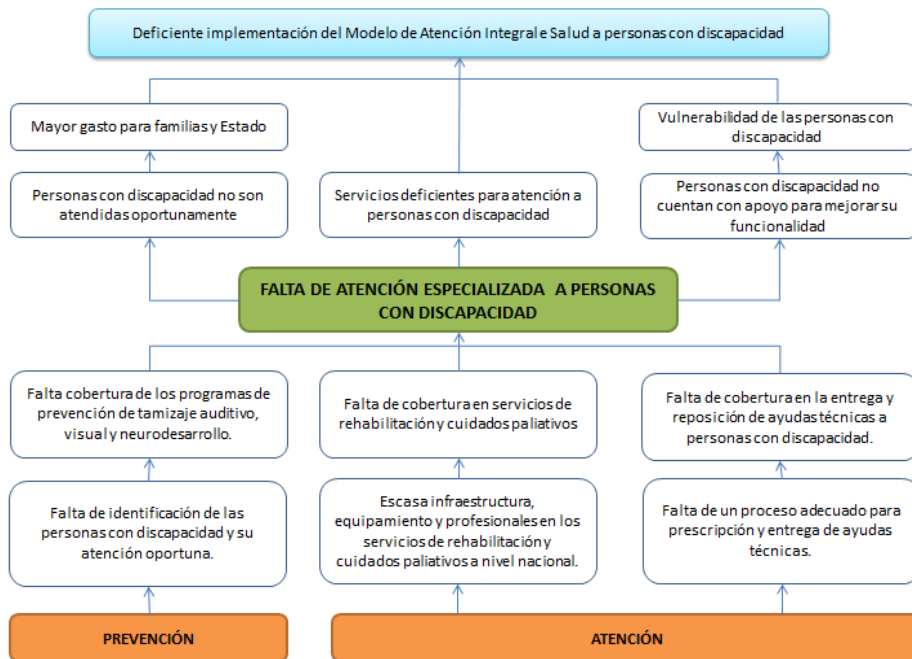 Deficiente implementación del Modelo de Atención Integral e Salud a personas con discapacidad
Mayor gasto para familias y Estado
Vulnerabilidad de las personas con
discapacidad
Personas con discapacidad no son
atendidas oportunamente
Servicios deficientes para atención a
personas con discapacidad
Personas con discapacidad no
cuentan con apoyo para mejorar su
funcionalidad
FALTA DE ATENCIÓN ESPECIALIZADA A PERSONAS
CON DISCAPACIDAD
Falta cobertura de los programas de
prevención de tamizaje auditivo,
visual y neurodesarrollo.
Falta de cobertura en servicios de
rehabilitación y cuidados paliativos
Falta de cobertura en la entrega y
reposición de ayudas técnicas a
personas con discapacidad.
Falta de identificación de las
personas con discapacidad y su
atención oportuna.
Escasa infraestructura,
equipamiento y profesionales en los
servicios de rehabilitación y
cuidados paliativos a nivel nacional.
Falta de un proceso adecuado para
prescripción y entrega de ayudas
técnicas.
PREVENCIÓN
ATENCIÓN